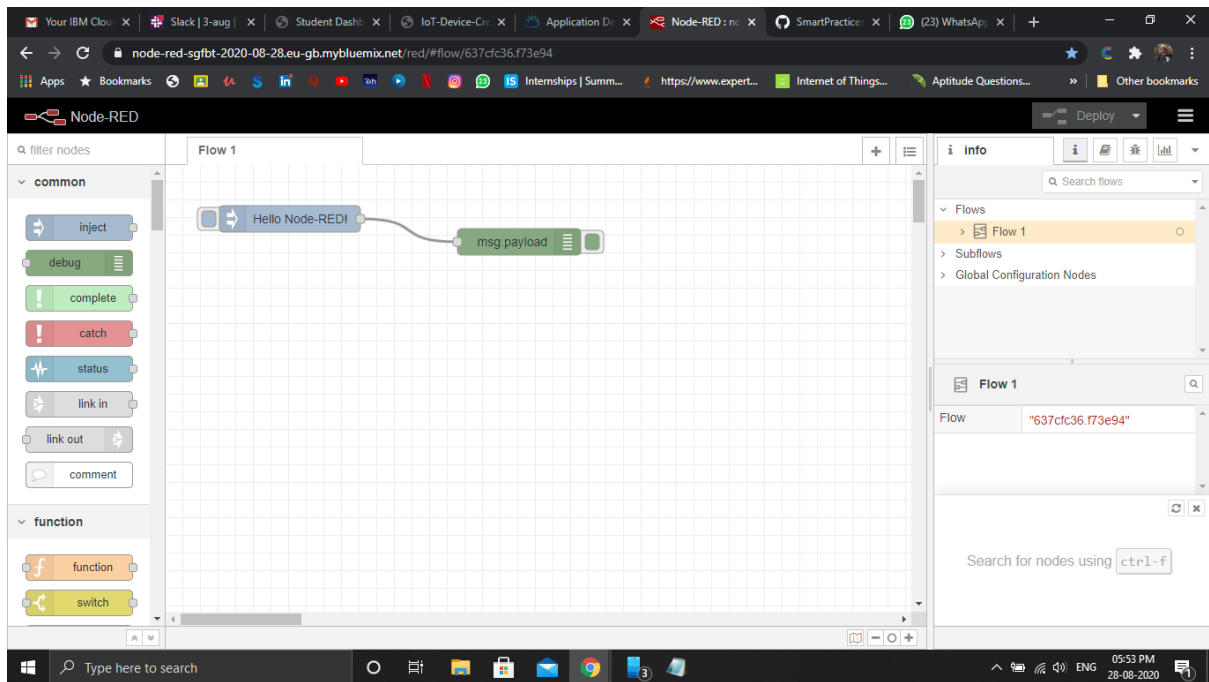 Your IBM Clou
Slack | 3-aug |
Student Dashb
IoT-Device-Cre
Application De
Node-RED : no
SmartPractice
(23) WhatsAp
node-red-sgfbt-2020-08-28.eu-gb.mybluemix.net/red/#flow/637cfc36.f73e94
Apps
Bookmarks
Internships | Summ...
https://www.expert...
Internet of Things...
Aptitude Questions...
»
Other bookmarks
Node-RED
Deploy
filter nodes
Flow 1
i info
Search flows
common
inject
debug
complete
catch
status
link in
link out
comment
function
function
switch
Hello Node-RED!
msg.payload
Flows
Flow 1
Subflows
Global Configuration Nodes
Flow 1
Flow
"637cfc36.f73e94"
Search for nodes using ctrl-f
Type here to search
3
ENG
05:53 PM
28-08-2020
1